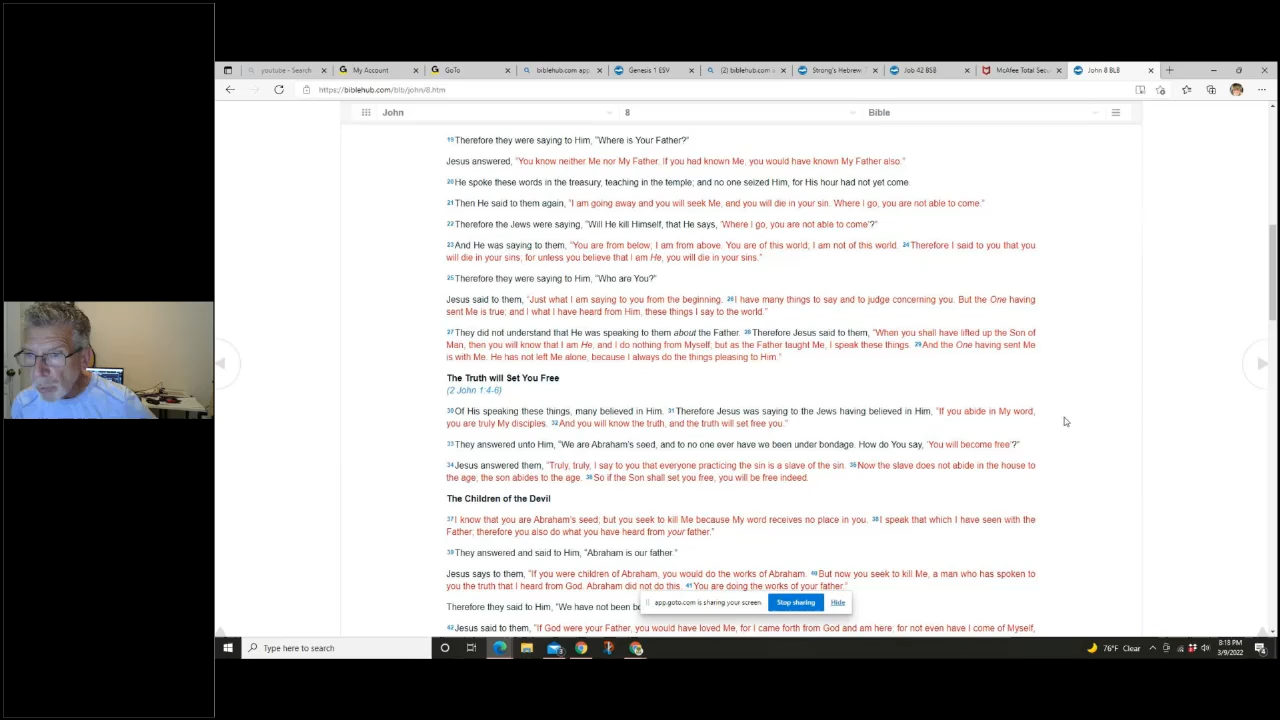 youtube - Search
My Account
GoTo
biblehub.com app
Genesis 1 ESV
(2) biblehub.com a
Strong's Hebrew:
Job 42 BSB
McAfee Total Secu
John 8 BLB
https://biblehub.com/blb/john/8.htm
John 8 Bible
19 Therefore they were saying to Him, "Where is Your Father?"
Jesus answered, "You know neither Me nor My Father. If you had known Me, you would have known My Father also."
20 He spoke these words in the treasury, teaching in the temple; and no one seized Him, for His hour had not yet come.
21 Then He said to them again, "I am going away and you will seek Me, and you will die in your sin. Where I go, you are not able to come."
22 Therefore the Jews were saying, "Will He kill Himself, that He says, 'Where I go, you are not able to come'?"
23 And He was saying to them, "You are from below; I am from above. You are of this world; I am not of this world. 24 Therefore I said to you that you
will die in your sins; for unless you believe that I am He, you will die in your sins."
25 Therefore they were saying to Him, "Who are You?"
Jesus said to them, "Just what I am saying to you from the beginning. 26 I have many things to say and to judge concerning you. But the One having
sent Me is true; and I what I have heard from Him, these things I say to the world."
27 They did not understand that He was speaking to them about the Father. 28 Therefore Jesus said to them, "When you shall have lifted up the Son of
Man, then you will know that I am He, and I do nothing from Myself; but as the Father taught Me, I speak these things. 29 And the One having sent Me
is with Me. He has not left Me alone, because I always do the things pleasing to Him."
The Truth will Set You Free
(2 John 1:4-6)
30 Of His speaking these things, many believed in Him. 31 Therefore Jesus was saying to the Jews having believed in Him, "If you abide in My word,
you are truly My disciples. 32 And you will know the truth, and the truth will set free you."
33 They answered unto Him, "We are Abraham's seed, and to no one ever have we been under bondage. How do You say, 'You will become free'?"
34 Jesus answered them, "Truly, truly, I say to you that everyone practicing the sin is a slave of the sin. 35 Now the slave does not abide in the house to
the age; the son abides to the age. 36 So if the Son shall set you free, you will be free indeed.
The Children of the Devil
37 I know that you are Abraham's seed; but you seek to kill Me because My word receives no place in you. 38 I speak that which I have seen with the
Father; therefore you also do what you have heard from your father."
39 They answered and said to Him, "Abraham is our father."
Jesus says to them, "If you were children of Abraham, you would do the works of Abraham. 40 But now you seek to kill Me, a man who has spoken to
you the truth that I heard from God. Abraham did not do this. 41 You are doing the works of your father."
Therefore they said to Him, "We have not been bo
app.goto.com is sharing your screen. Stop sharing Hide
42 Jesus said to them, "If God were your Father, you would have loved Me, for I came forth from God and am here; for not even have I come of Myself,
Type here to search
76°F Clear
8:18 PM
3/9/2022